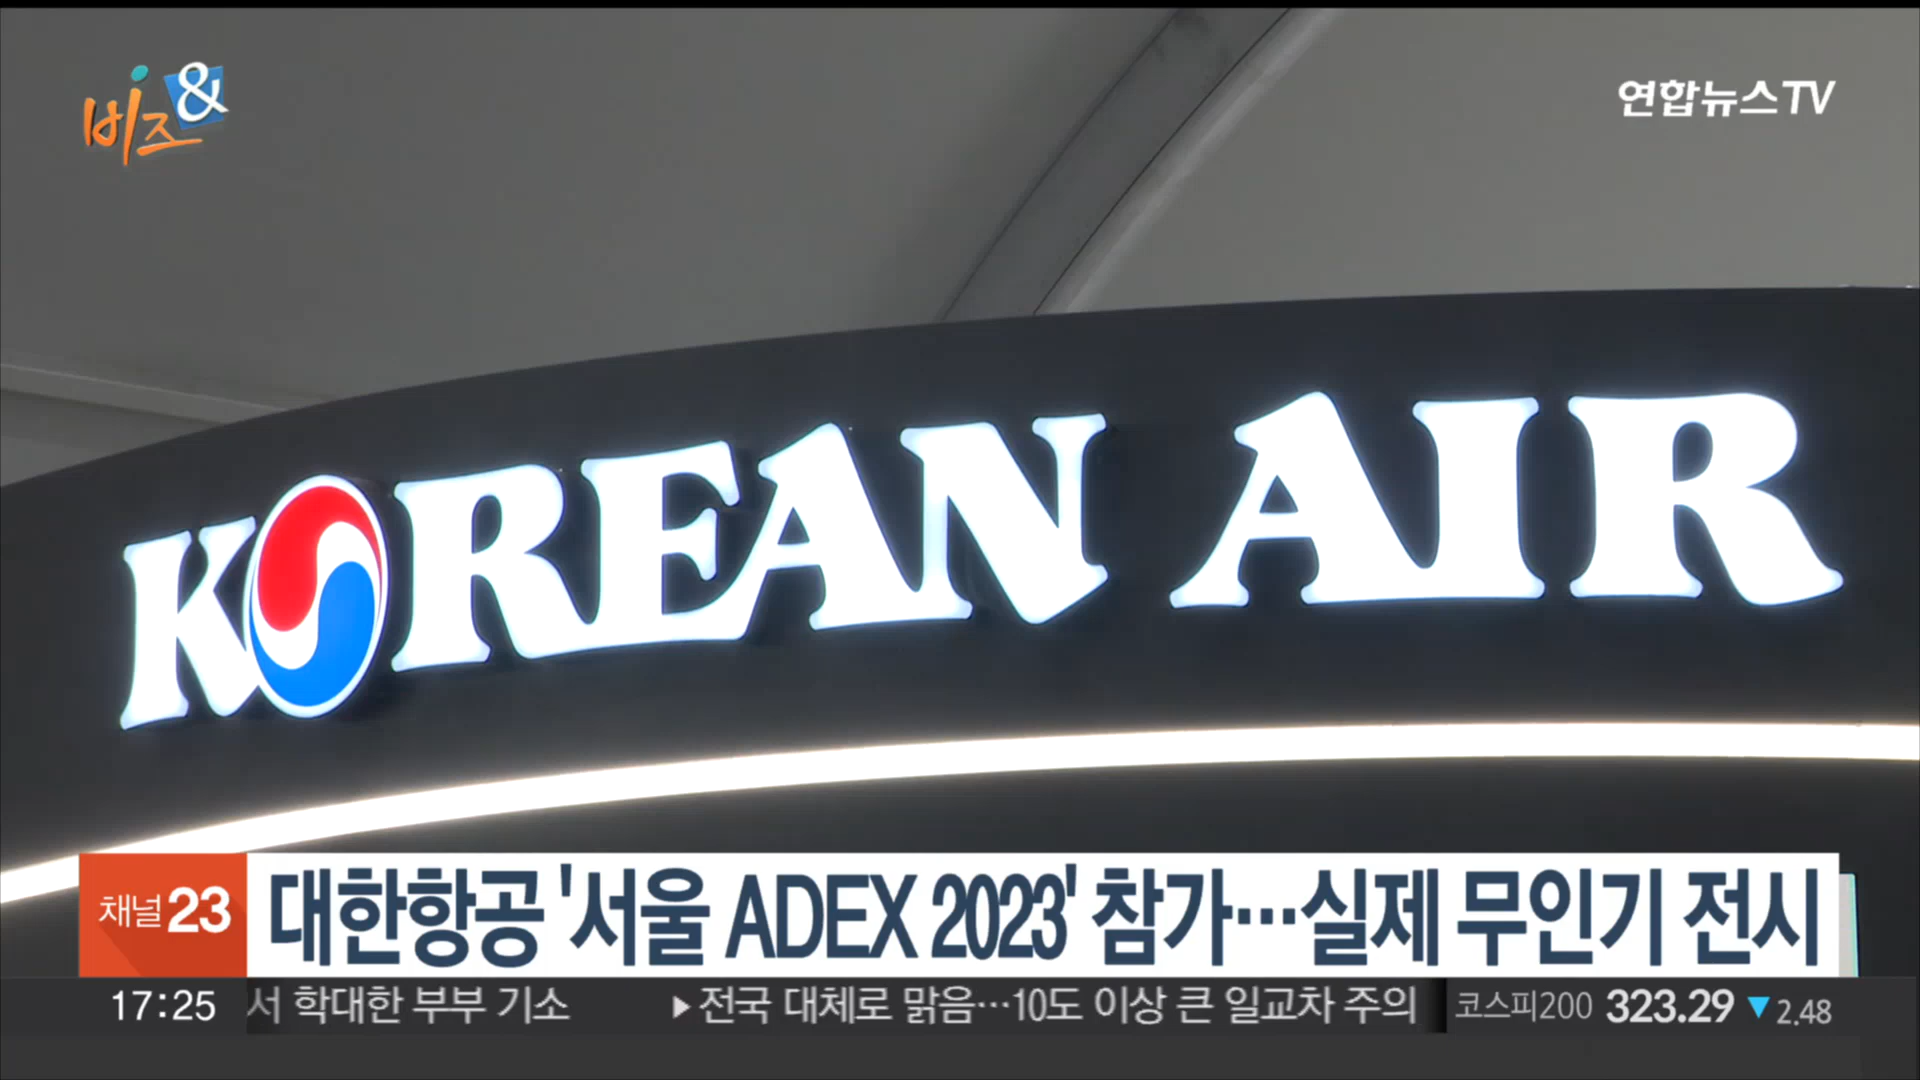 비즈&
연합뉴스TV
KOREAN AIR
채널 23
대한항공 '서울 ADEX 2023' 참가…실제 무인기 전시
17:25
서 학대한 부부 기소 ▶전국 대체로 맑음…10도 이상 큰 일교차 주의
코스피200 323.29 ▼2.48